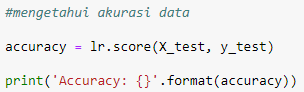 #mengetahui akurasi data
accuracy = lr.score(X_test, y_test)
print('Accuracy: {}'.format(accuracy))